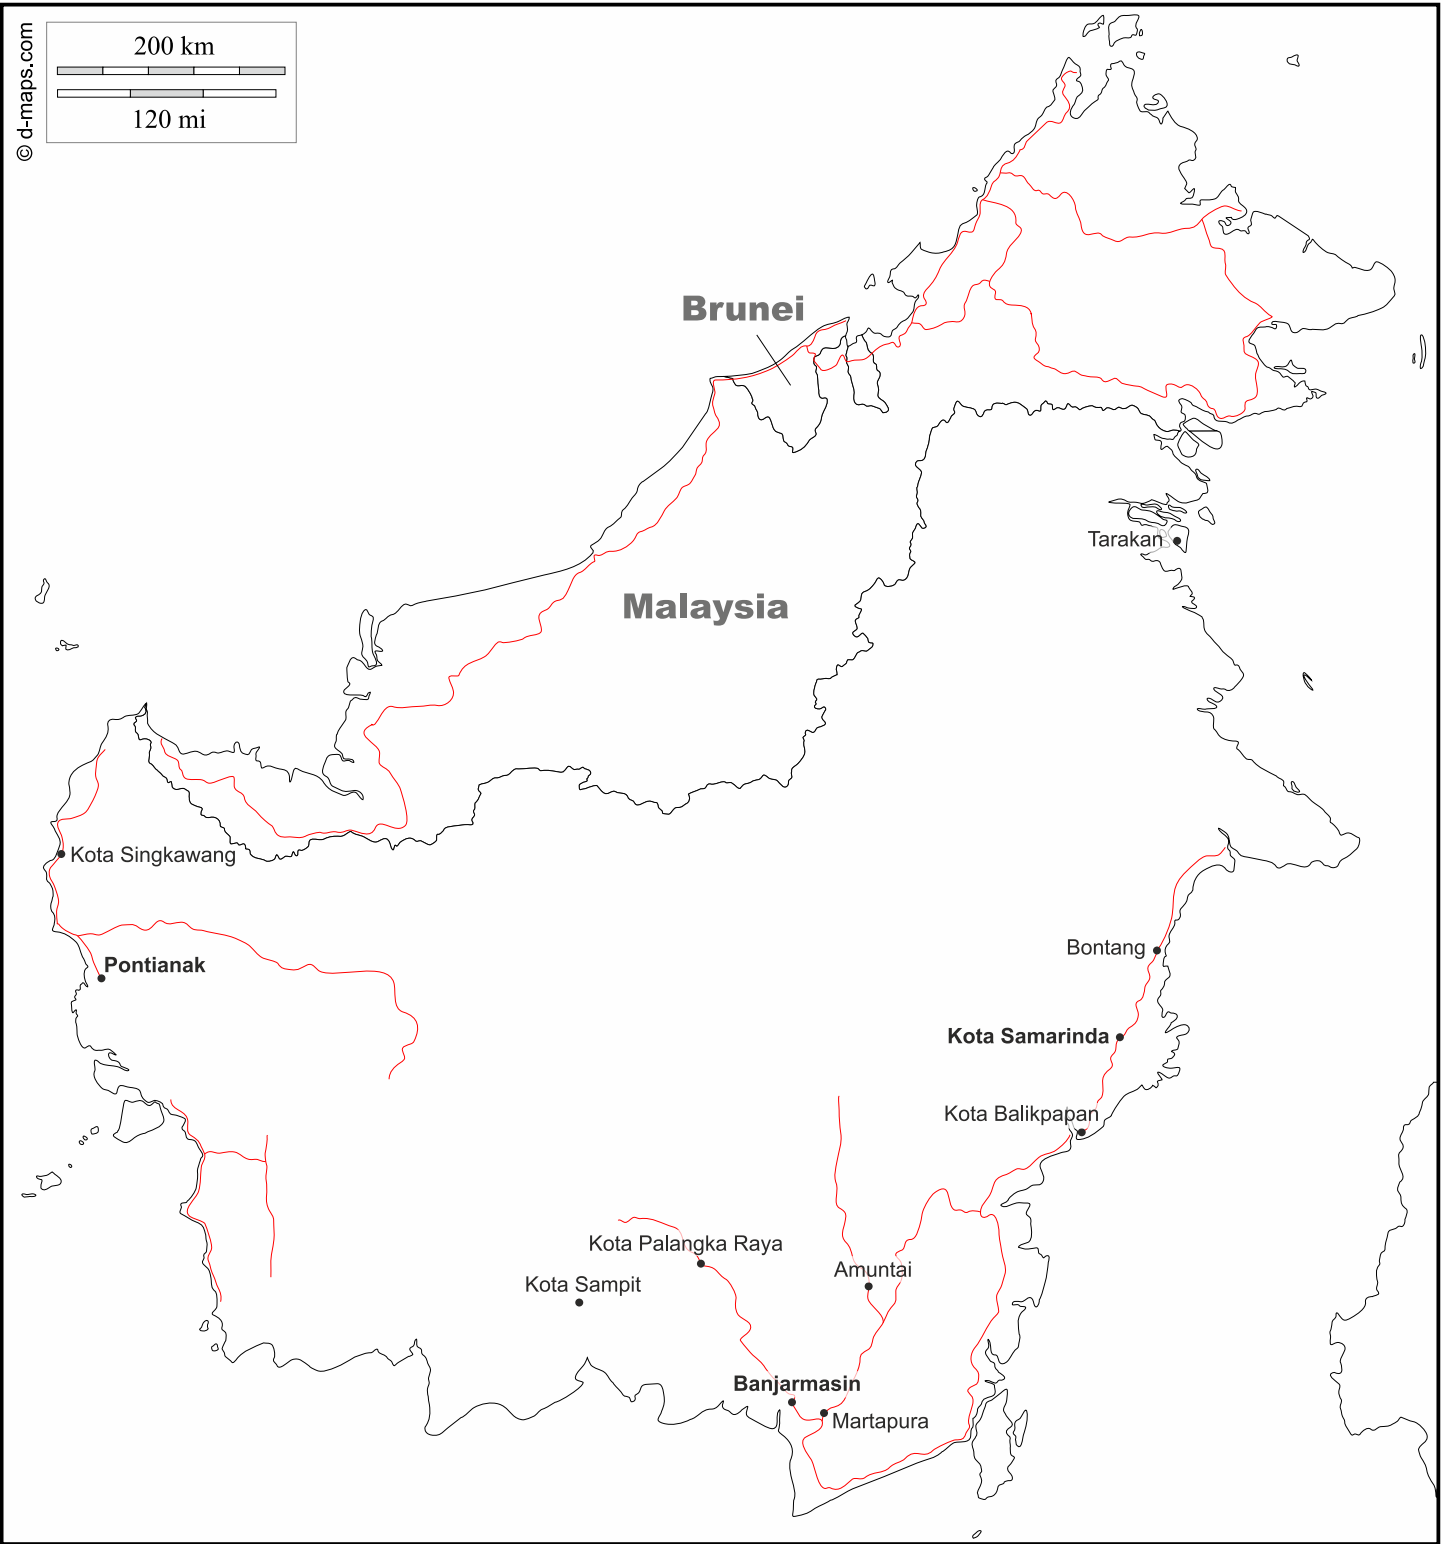 © d-maps.com
200 km
120 mi
Brunei
Malaysia
Tarakan
Kota Singkawang
Pontianak
Bontang
Kota Samarinda
Kota Balikpapan
Kota Palangka Raya
Amuntai
Kota Sampit
Banjarmasin
Martapura